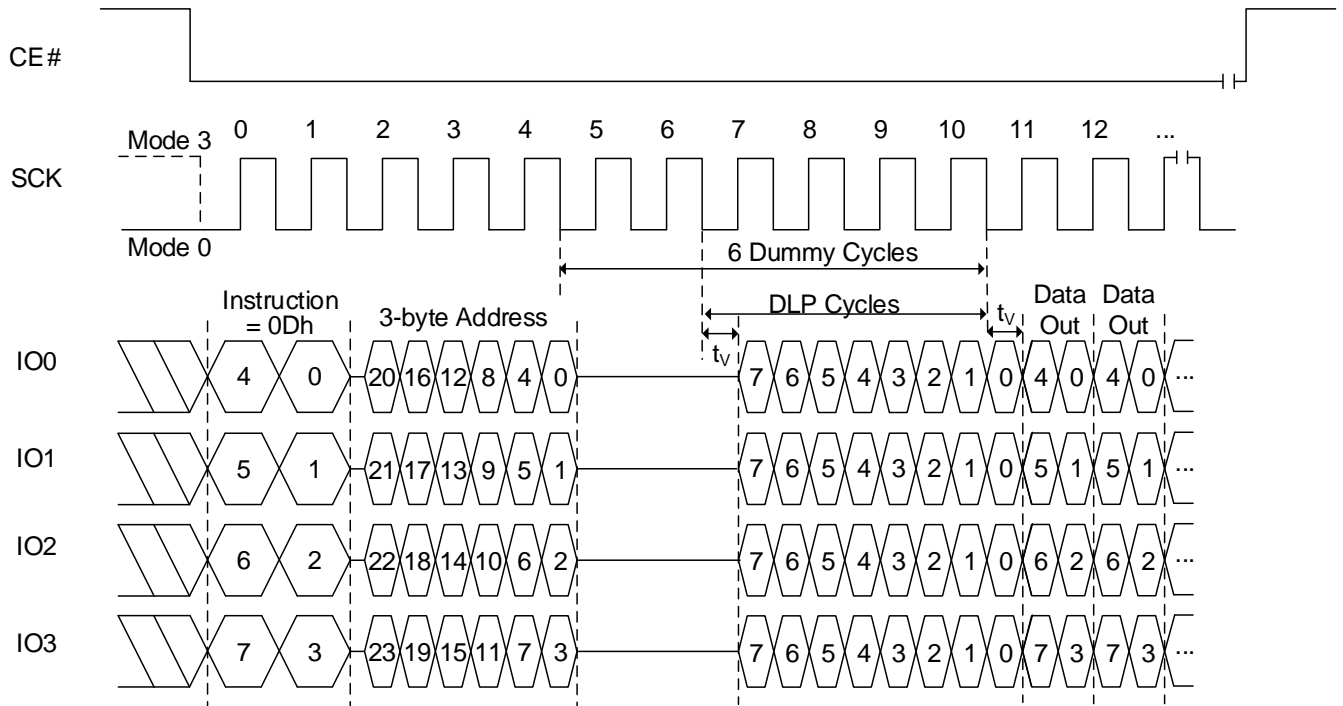 CE#
0 1 2 3 4 5 6 7 8 9 10 11 12 ...
Mode 3
SCK
Mode 0
6 Dummy Cycles
Instruction
= 0Dh
3-byte Address
DLP Cycles
tV
Data
Out
Data
Out
tV
IO0
4 0 20 16 12 8 4 0 7 6 5 4 3 2 1 0 4 0 4 0 ...
IO1
5 1 21 17 13 9 5 1 7 6 5 4 3 2 1 0 5 1 5 1 ...
IO2
6 2 22 18 14 10 6 2 7 6 5 4 3 2 1 0 6 2 6 2 ...
IO3
7 3 23 19 15 11 7 3 7 6 5 4 3 2 1 0 7 3 7 3 ...